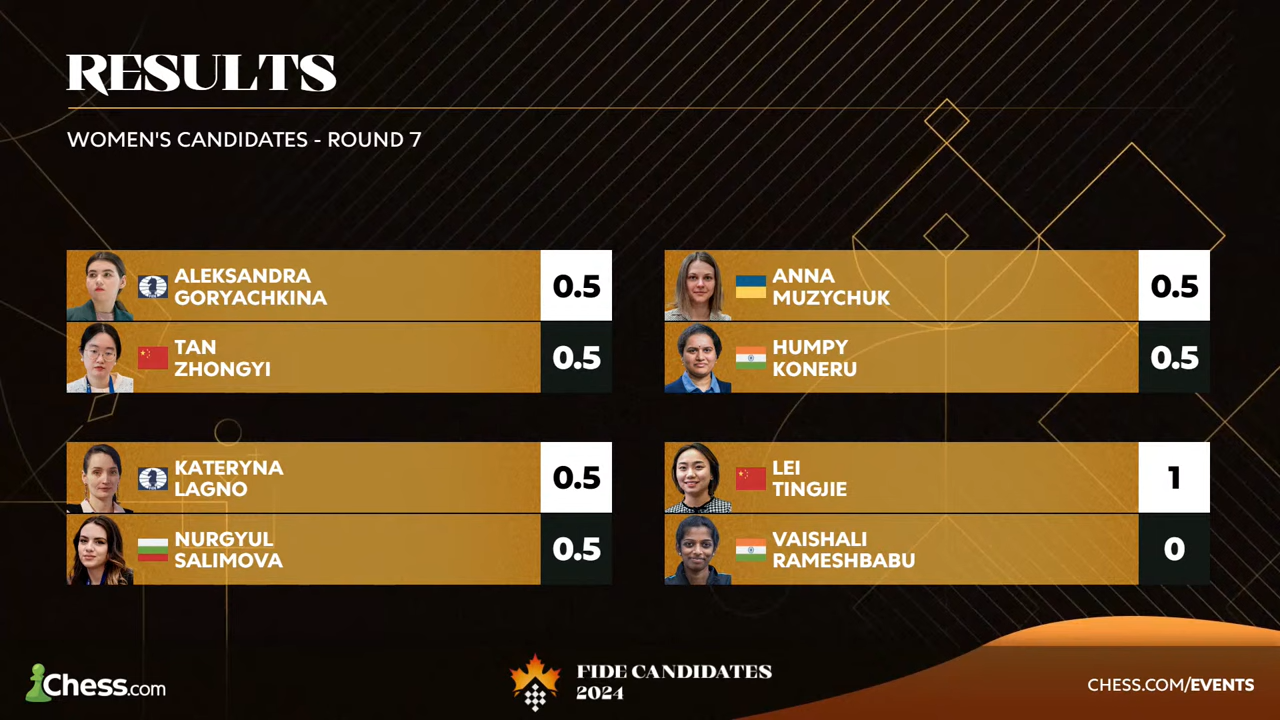 RESULTS
WOMEN'S CANDIDATES - ROUND 7
ALEKSANDRA
GORYACHKINA
0.5
TAN
ZHONGYI
0.5
ANNA
MUZYCHUK
0.5
HUMPY
KONERU
0.5
KATERYNA
LAGNO
0.5
NURGYUL
SALIMOVA
0.5
LEI
TINGJIE
1
VAISHALI
RAMESHBABU
0
Chess.com
FIDE CANDIDATES
2024
CHESS.COM/EVENTS